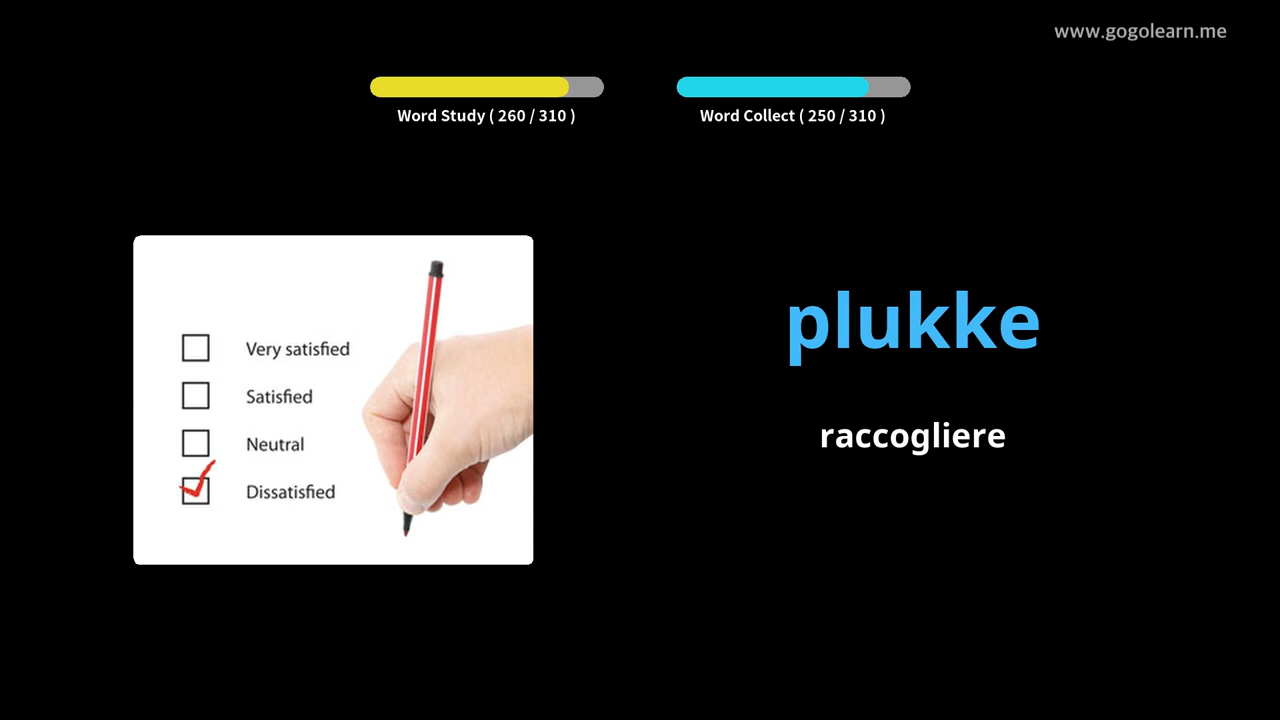 www.gogolearn.me
Word Study ( 260 / 310 )
Word Collect ( 250 / 310 )
Very satisfied
Satisfied
Neutral
Dissatisfied
plukke
raccogliere